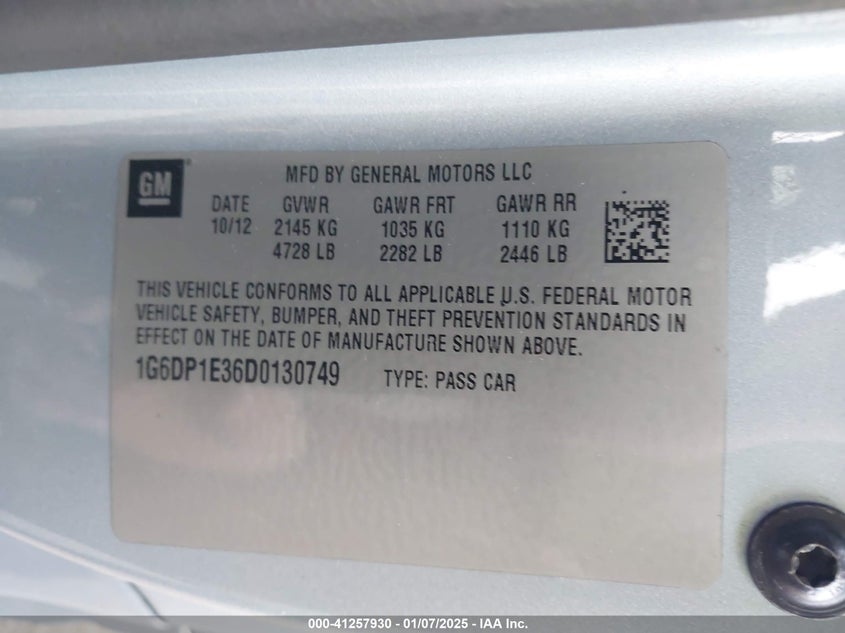 GM®
MFD BY GENERAL MOTORS LLC
DATE GVWR GAWR FRT GAWR RR
10/12 2145 KG 1035 KG 1110 KG
4728 LB 2282 LB 2446 LB
THIS VEHICLE CONFORMS TO ALL APPLICABLE U.S. FEDERAL MOTOR
VEHICLE SAFETY, BUMPER, AND THEFT PREVENTION STANDARDS IN
EFFECT ON THE DATE OF MANUFACTURE SHOWN ABOVE.
1G6DP1E36D0130749 TYPE: PASS CAR
000-41257930 - 01/07/2025 - IAA Inc.